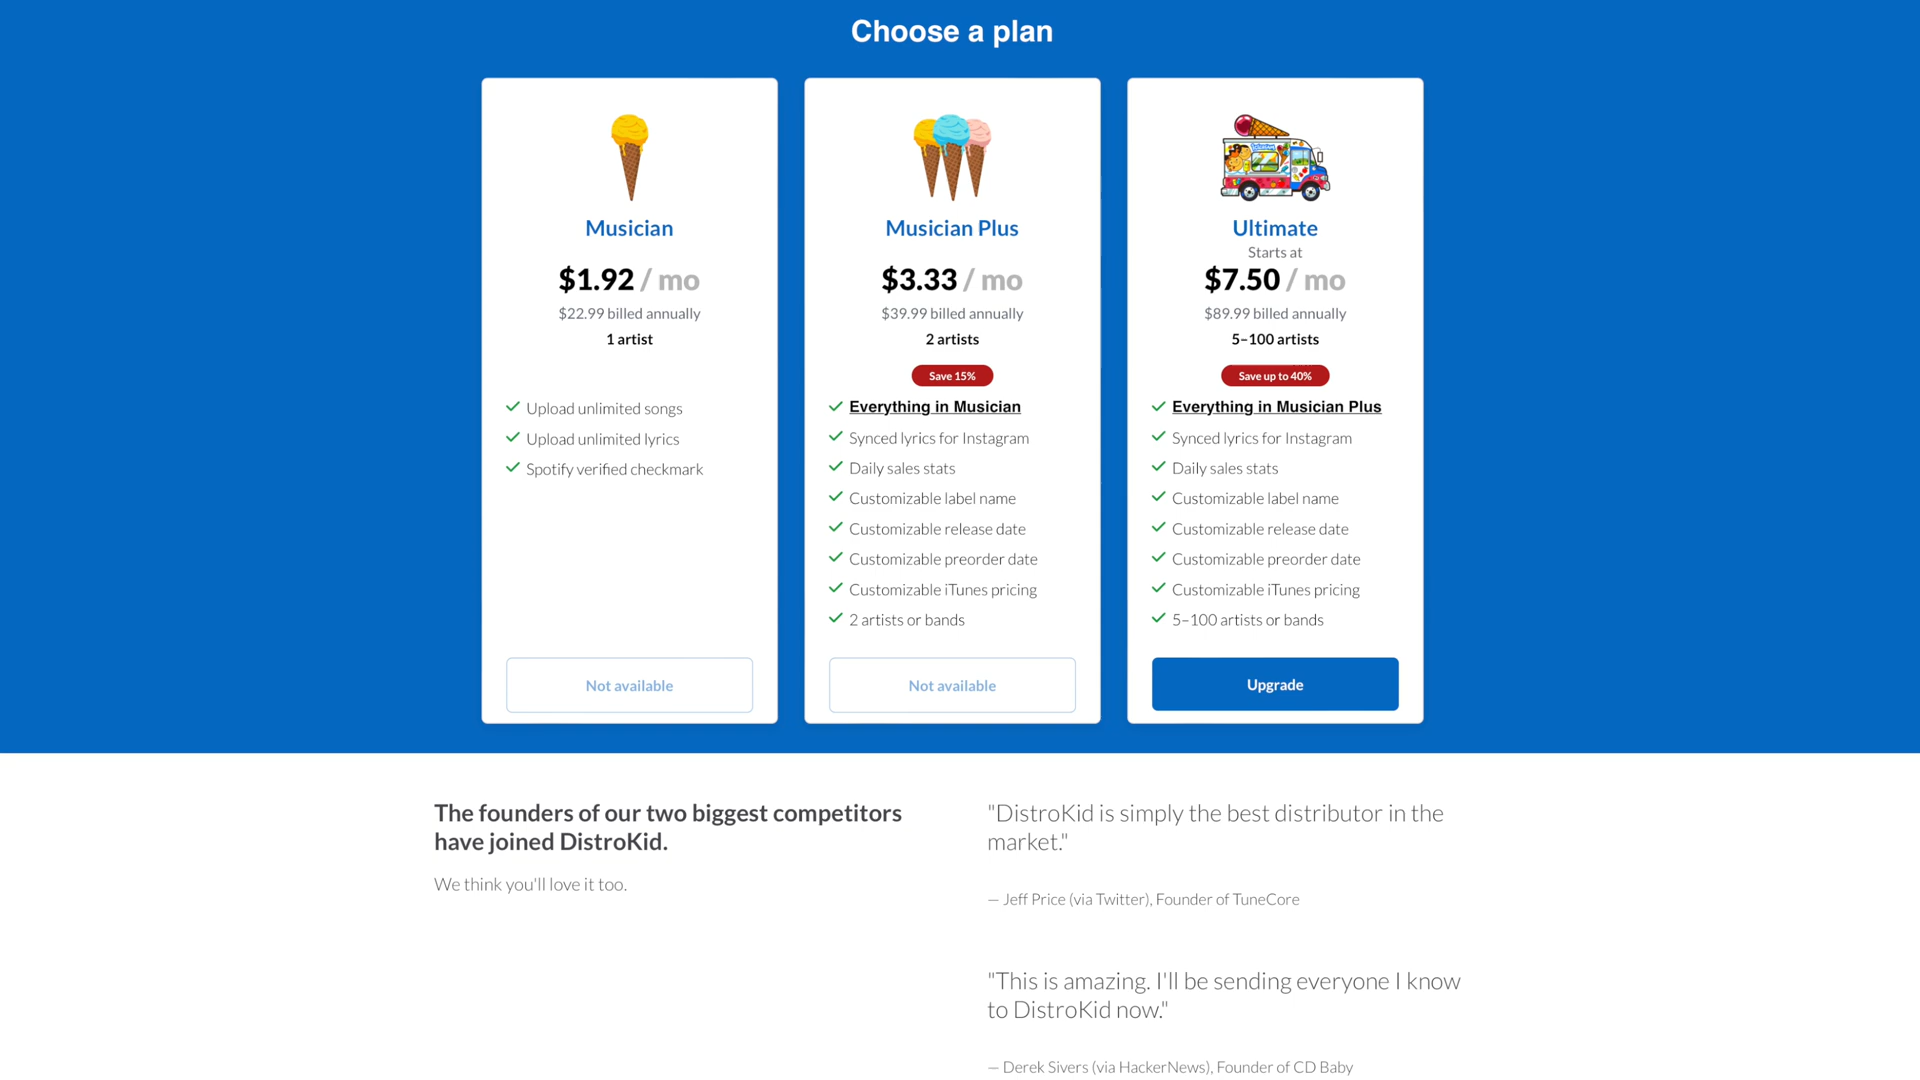 Choose a plan
Musician
$1.92 / mo
$22.99 billed annually
1 artist
Upload unlimited songs
Upload unlimited lyrics
Spotify verified checkmark
Not available
Musician Plus
$3.33 / mo
$39.99 billed annually
2 artists
Save 15%
Everything in Musician
Synced lyrics for Instagram
Daily sales stats
Customizable label name
Customizable release date
Customizable preorder date
Customizable iTunes pricing
2 artists or bands
Not available
Ultimate
Starts at
$7.50 / mo
$89.99 billed annually
5–100 artists
Save up to 40%
Everything in Musician Plus
Synced lyrics for Instagram
Daily sales stats
Customizable label name
Customizable release date
Customizable preorder date
Customizable iTunes pricing
5–100 artists or bands
Upgrade
The founders of our two biggest competitors
have joined DistroKid.
We think you'll love it too.
"DistroKid is simply the best distributor in the
market."
— Jeff Price (via Twitter), Founder of TuneCore
"This is amazing. I'll be sending everyone I know
to DistroKid now."
— Derek Sivers (via HackerNews), Founder of CD Baby